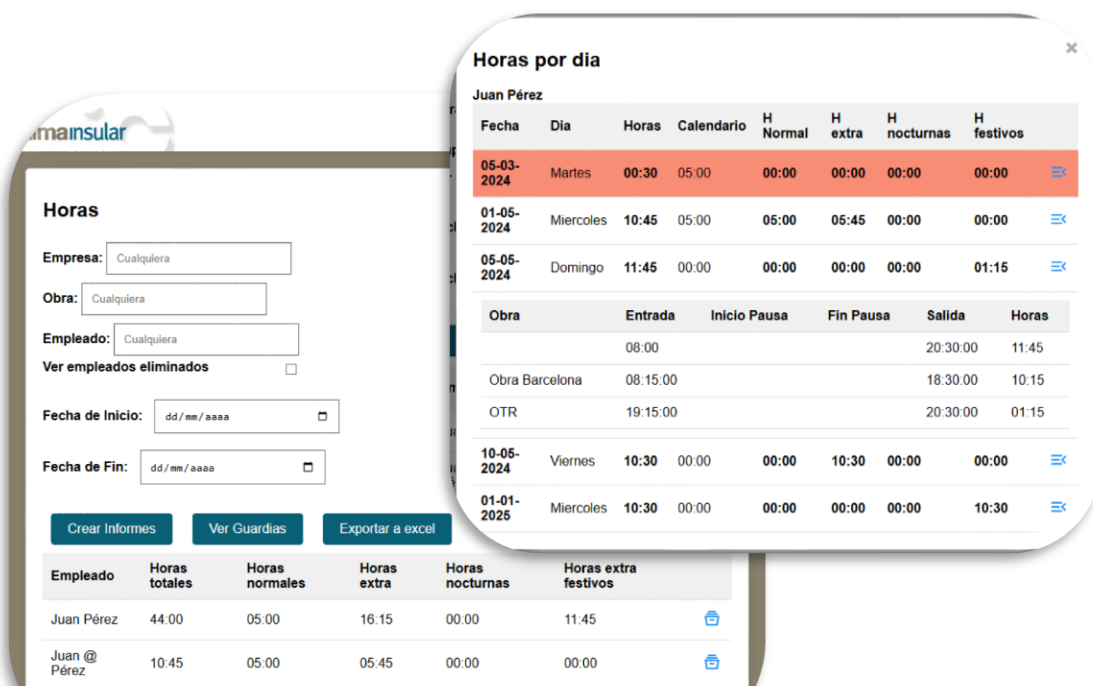 Horas por dia
Juan Pérez
Fecha Dia Horas Calendario H Normal H extra H nocturnas H festivos
05-03-2024 Martes 00:30 05:00 00:00 00:00 00:00 00:00
01-05-2024 Miercoles 10:45 05:00 05:00 05:45 00:00 00:00
05-05-2024 Domingo 11:45 00:00 00:00 00:00 00:00 01:15
Obra Entrada Inicio Pausa Fin Pausa Salida Horas
08:00 20:30:00 11:45
Obra Barcelona 08:15:00 18:30:00 10:15
OTR 19:15:00 20:30:00 01:15
10-05-2024 Viernes 10:30 00:00 00:00 10:30 00:00 00:00
01-01-2025 Miercoles 10:30 00:00 00:00 00:00 00:00 10:30
insular
Horas
Empresa: Cualquiera
Obra: Cualquiera
Empleado: Cualquiera
Ver empleados eliminados
Fecha de Inicio: dd/mm/aaaa
Fecha de Fin: dd/mm/aaaa
Crear Informes Ver Guardias Exportar a excel
Empleado Horas totales Horas normales Horas extra Horas nocturnas Horas extra festivos
Juan Pérez 44:00 05:00 16:15 00:00 11:45
Juan @ Pérez 10:45 05:00 05:45 00:00 00:00